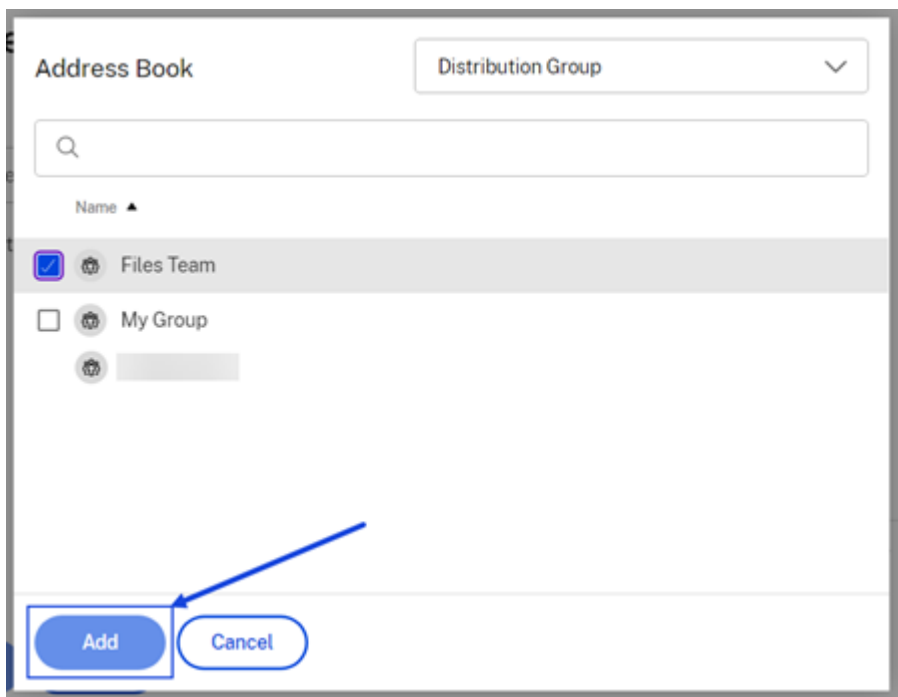 Address Book
Distribution Group
Name
Files Team
My Group
Add
Cancel